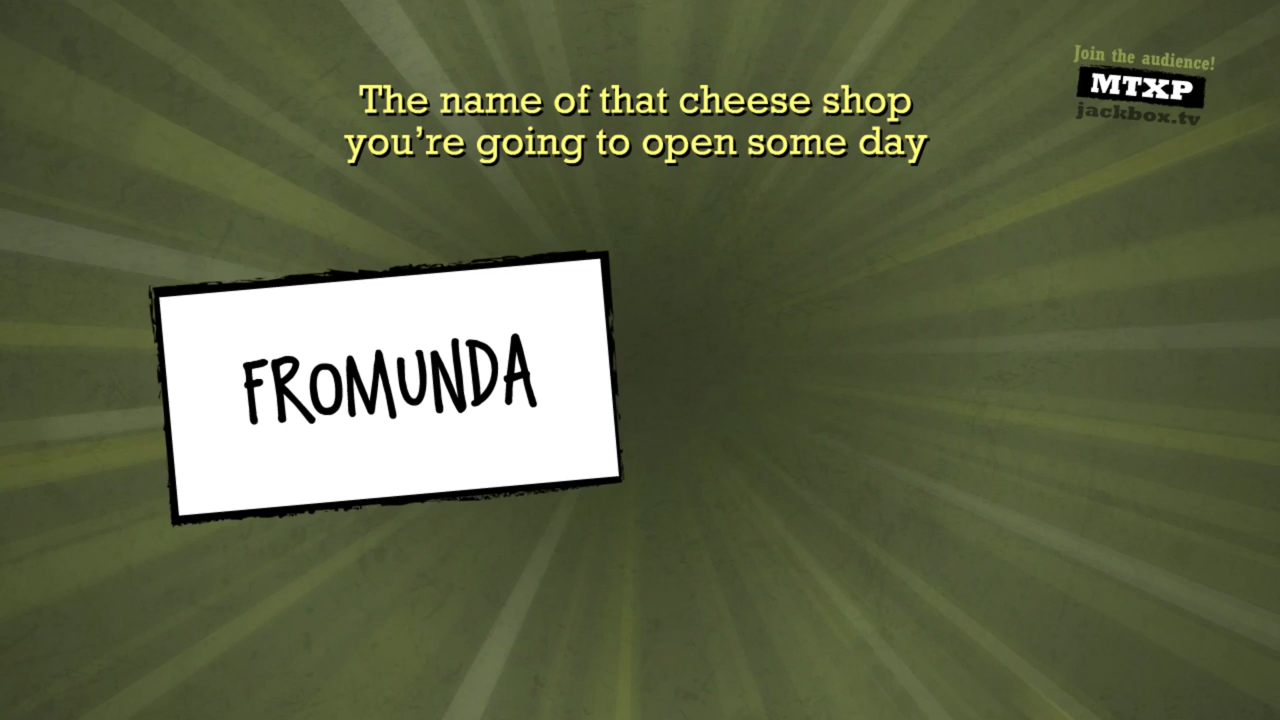 The name of that cheese shop
you’re going to open some day
Join the audience!
MTXP
jackbox.tv
FROMUNDA